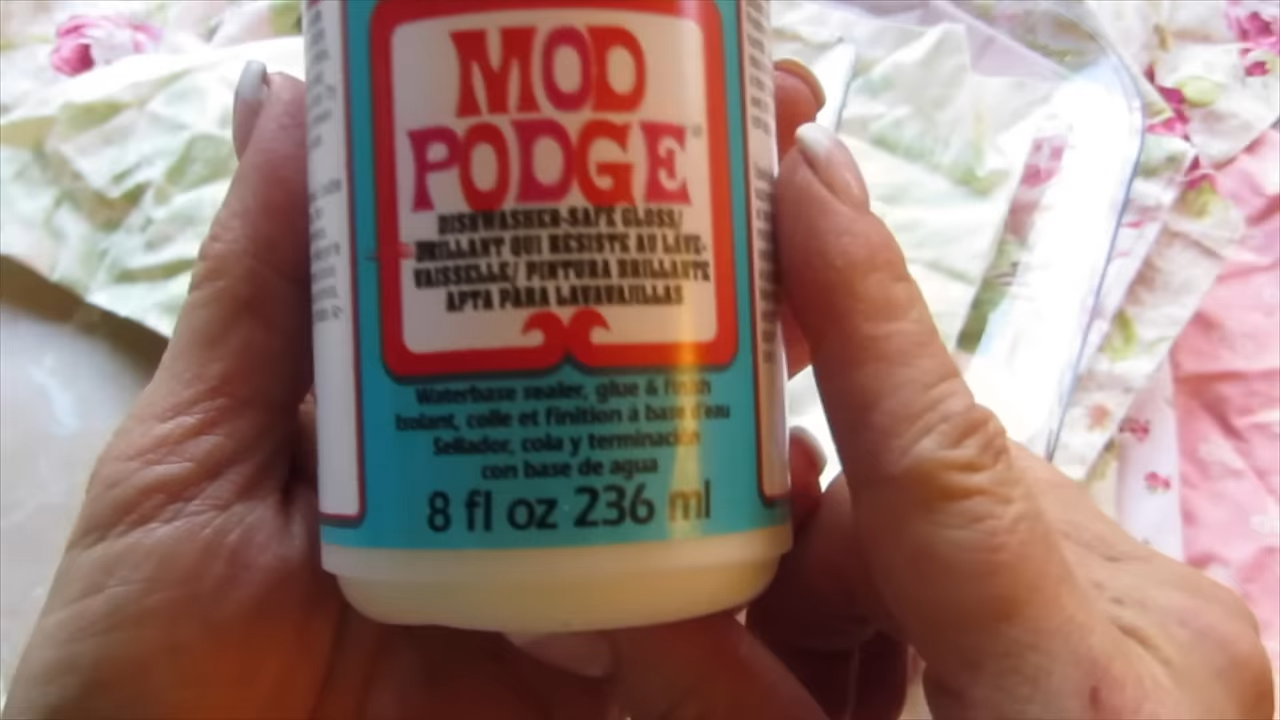 MOD
PODGE
DISHWASHER-SAFE GLOSS/
BRILLANT QUI RESISTE AU LAVE-
VAISSELLE/ PINTURA BRILLANTE
APTA PARA LAVAVAJILLAS
Waterbase sealer, glue & finish
Isolant, colle et finition à base d'eau
Sellador, cola y terminación
con base de agua
8 fl oz 236 ml